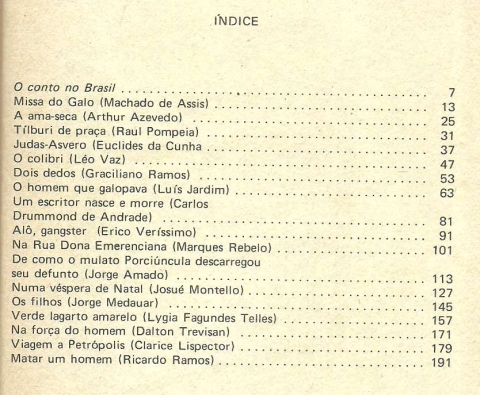 ÍNDICE
O conto no Brasil ........................................ 7
Missa do Galo (Machado de Assis) ........................................ 13
A ama-seca (Arthur Azevedo) ........................................ 25
Tílburi de praça (Raul Pompeia) ........................................ 31
Judas-Asvero (Euclides da Cunha ........................................ 37
O colibri (Léo Vaz) ........................................ 47
Dois dedos (Graciliano Ramos) ........................................ 53
O homem que galopava (Luís Jardim) ........................................ 63
Um escritor nasce e morre (Carlos
Drummond de Andrade) ........................................ 81
Alô, gangster (Erico Veríssimo) ........................................ 91
Na Rua Dona Emerenciana (Marques Rebelo) ........................................ 101
De como o mulato Porciúncula descarregou
seu defunto (Jorge Amado) ........................................ 113
Numa véspera de Natal (Josué Montello) ........................................ 127
Os filhos (Jorge Medauar) ........................................ 145
Verde lagarto amarelo (Lygia Fagundes Telles) ........................................ 157
Na força do homem (Dalton Trevisan) ........................................ 171
Viagem a Petrópolis (Clarice Lispector) ........................................ 179
Matar um homem (Ricardo Ramos) ........................................ 191